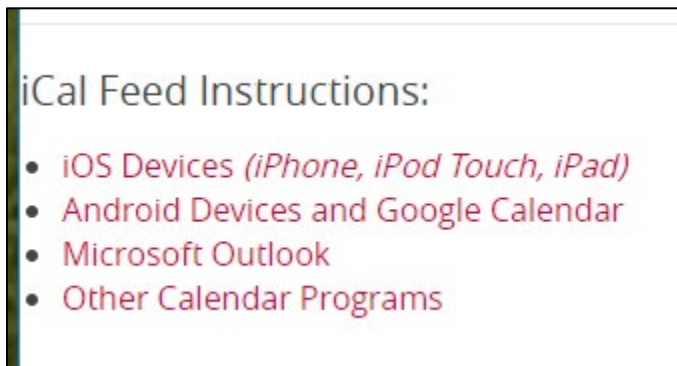 iCal Feed Instructions:
• iOS Devices (iPhone, iPod Touch, iPad)
• Android Devices and Google Calendar
• Microsoft Outlook
• Other Calendar Programs